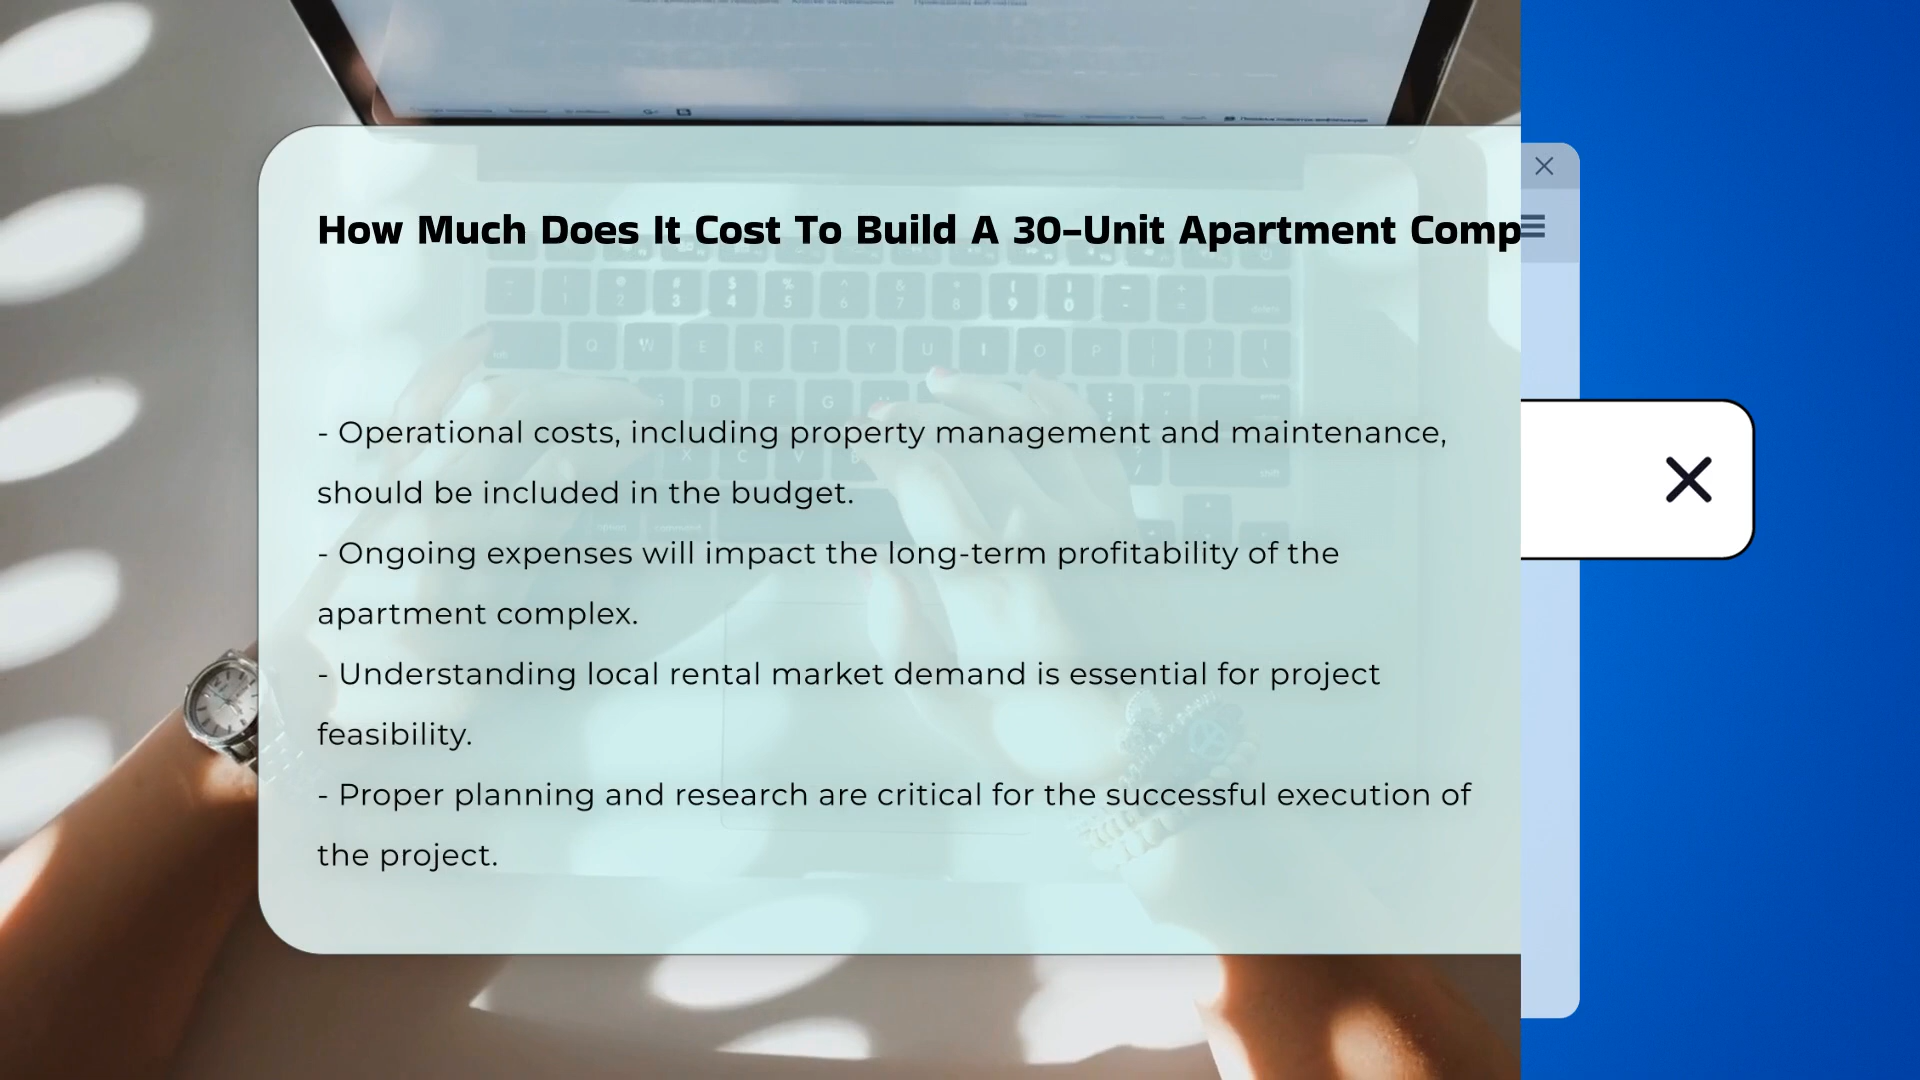 How Much Does It Cost To Build A 30-Unit Apartment Comp
- Operational costs, including property management and maintenance,
should be included in the budget.
- Ongoing expenses will impact the long-term profitability of the
apartment complex.
- Understanding local rental market demand is essential for project
feasibility.
- Proper planning and research are critical for the successful execution of
the project.